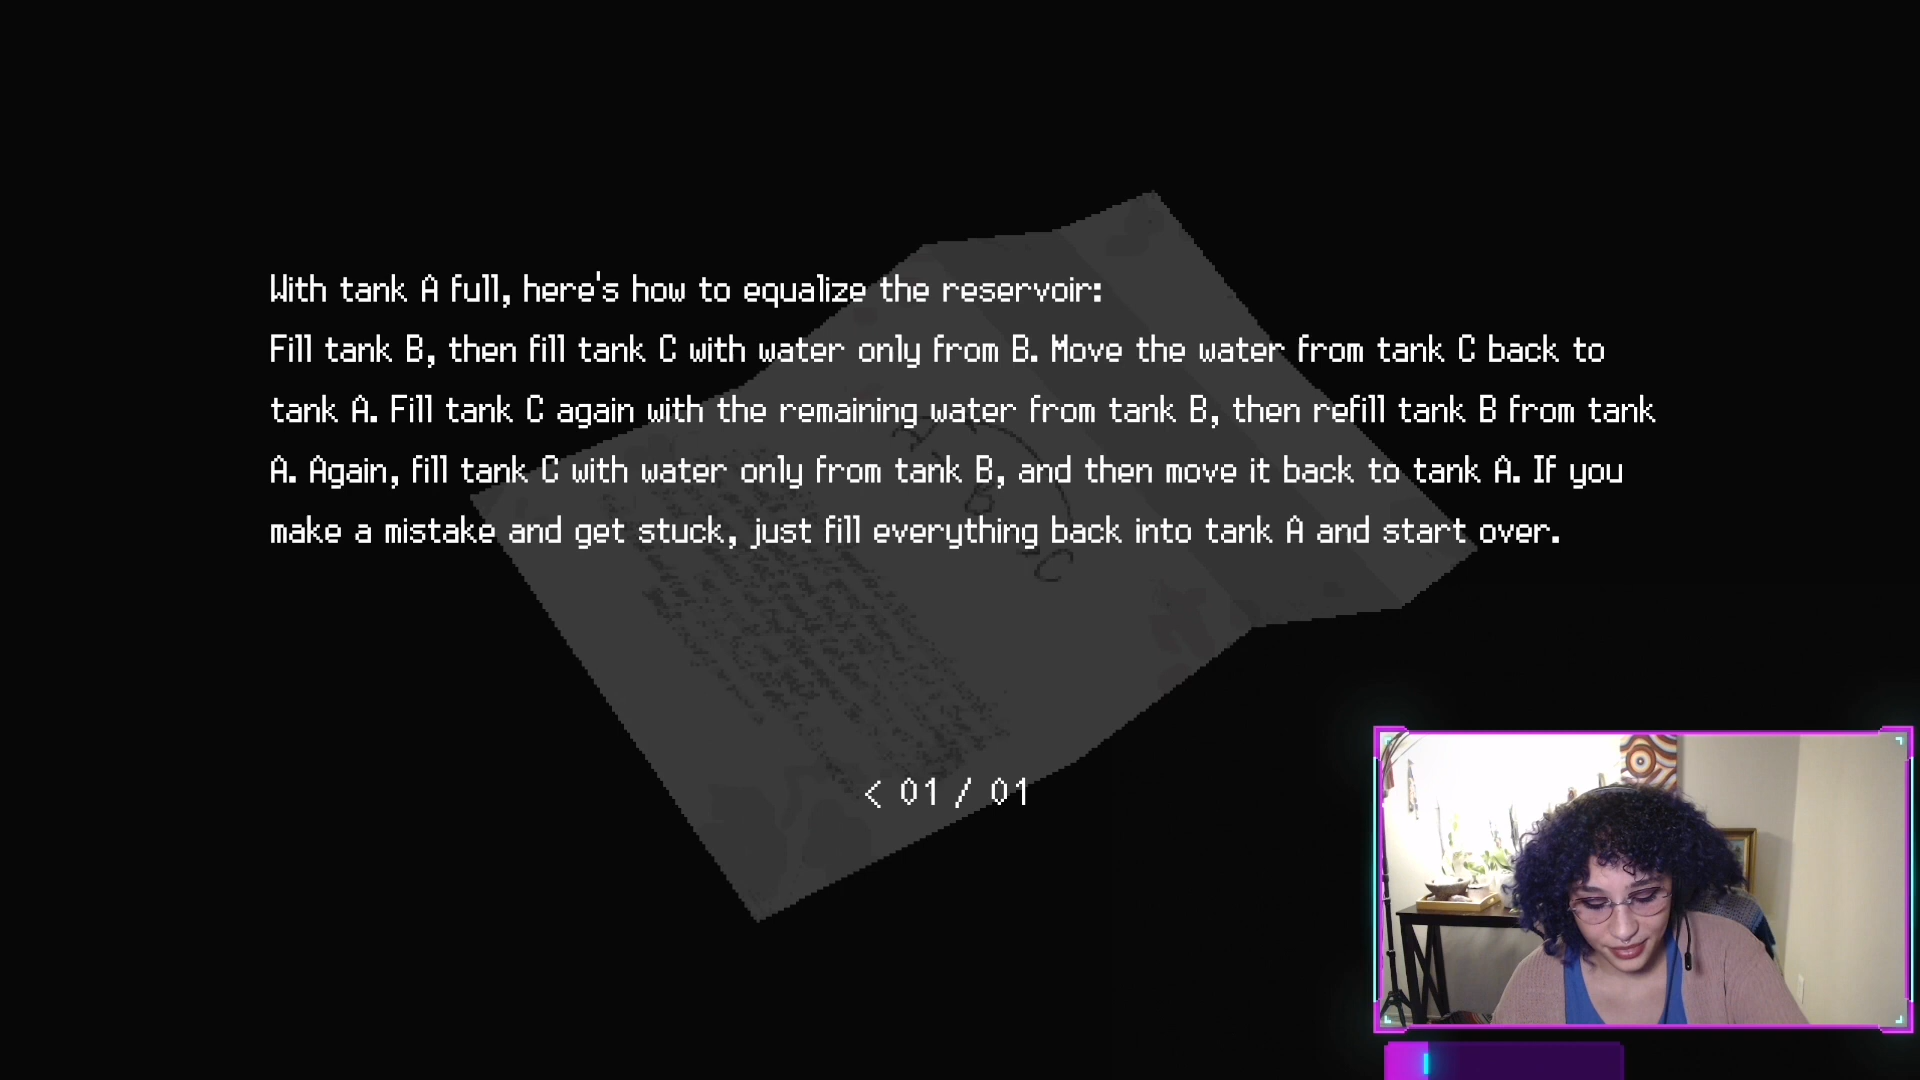 With tank A full, here's how to equalize the reservoir:
Fill tank B, then fill tank C with water only from B. Move the water from tank C back to
tank A. Fill tank C again with the remaining water from tank B, then refill tank B from tank
A. Again, fill tank C with water only from tank B, and then move it back to tank A. If you
make a mistake and get stuck, just fill everything back into tank A and start over.
B
C
< 01 / 01